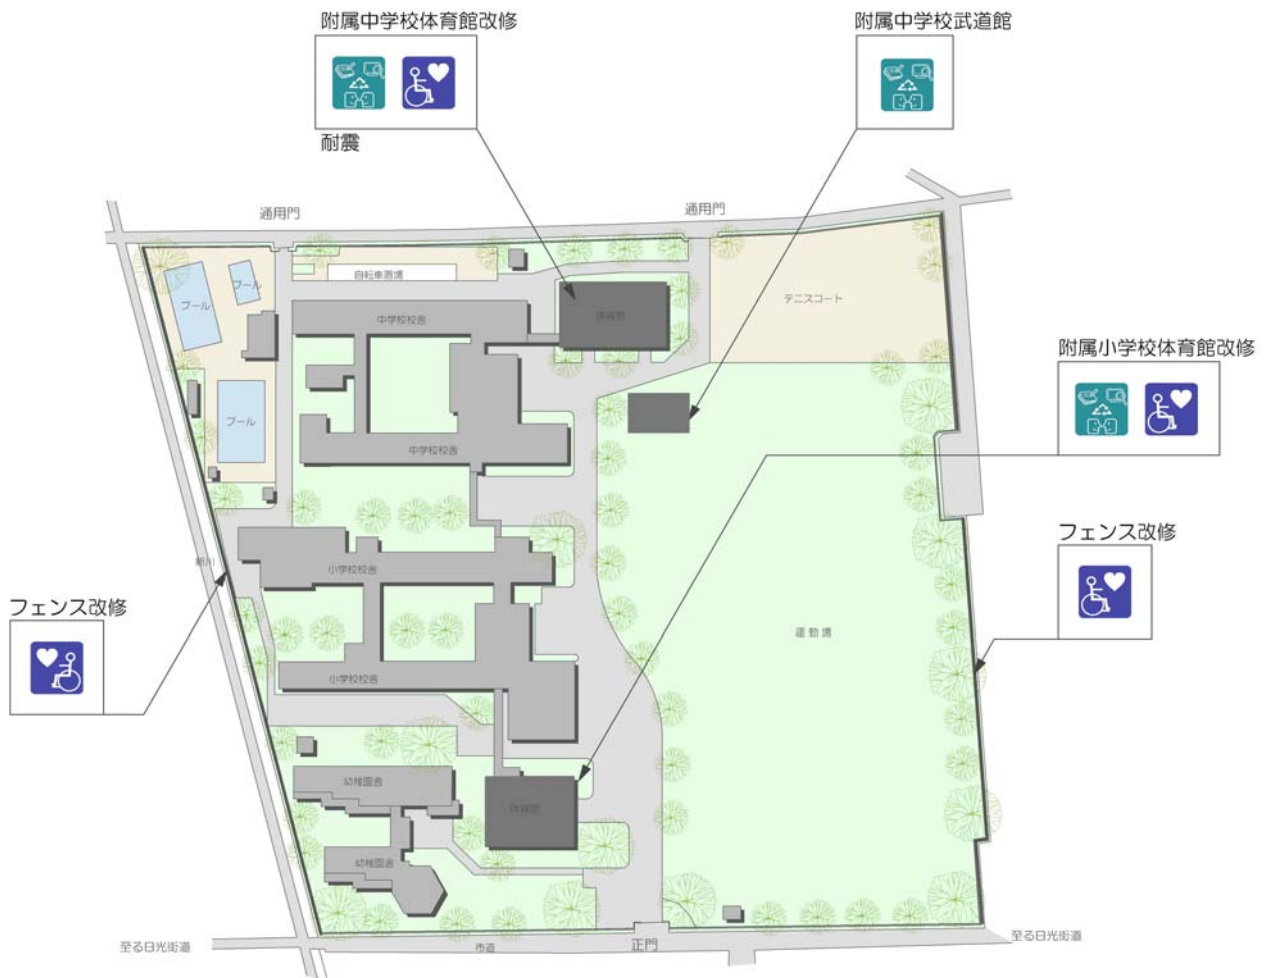 附属中学校体育館改修
附属中学校武道館
耐震
通用門
通用門
自転車置場
プール
プール
テニスコート
中学校校舎
体育館
附属小学校体育館改修
プール
中学校校舎
フェンス改修
新川
小学校校舎
フェンス改修
運動場
小学校校舎
幼稚園舎
体育館
幼稚園舎
至る日光街道
市道
正門
至る日光街道